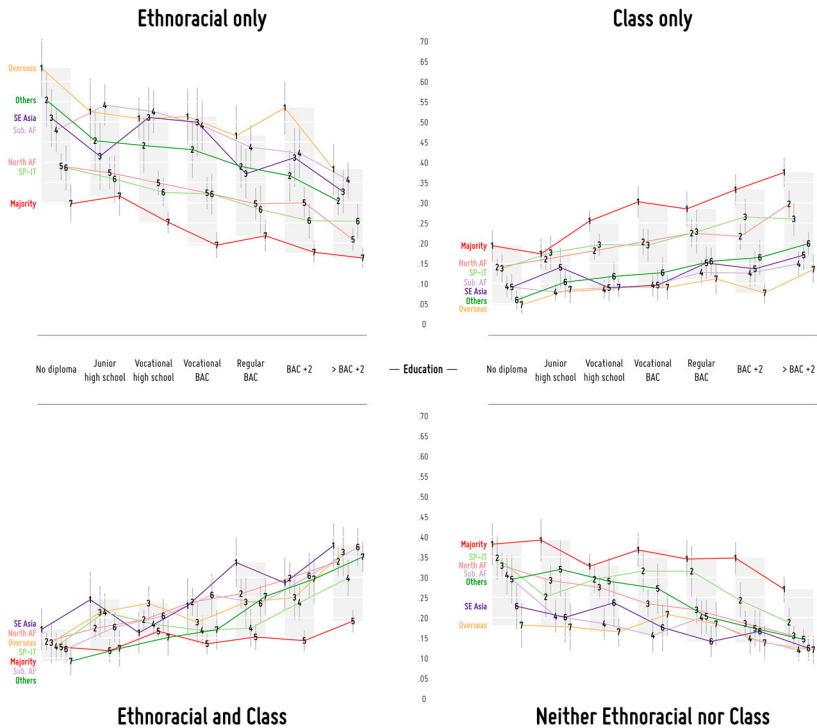 Ethnoracial only
Class only
.70
.65
.60
.55
.50
.45
.40
.35
.30
.25
.20
.15
.10
.05
0
Overseas
Others
SE Asia
Sub. AF
North AF
SP-IT
Majority
Majority
North AF
SP-IT
Sub. AF
SE Asia
Others
Overseas
No diploma
Junior
high school
Vocational
high school
Vocational
BAC
Regular
BAC
BAC +2
> BAC +2
— Education —
No diploma
Junior
high school
Vocational
high school
Vocational
BAC
Regular
BAC
BAC +2
> BAC +2
.70
.65
.60
.55
.50
.45
.40
.35
.30
.25
.20
.15
.10
.05
0
SE Asia
North AF
Overseas
SP-IT
Majority
Sub. AF
Others
Majority
SP-IT
North AF
Sub. AF
Others
SE Asia
Overseas
Ethnoracial and Class
Neither Ethnoracial nor Class